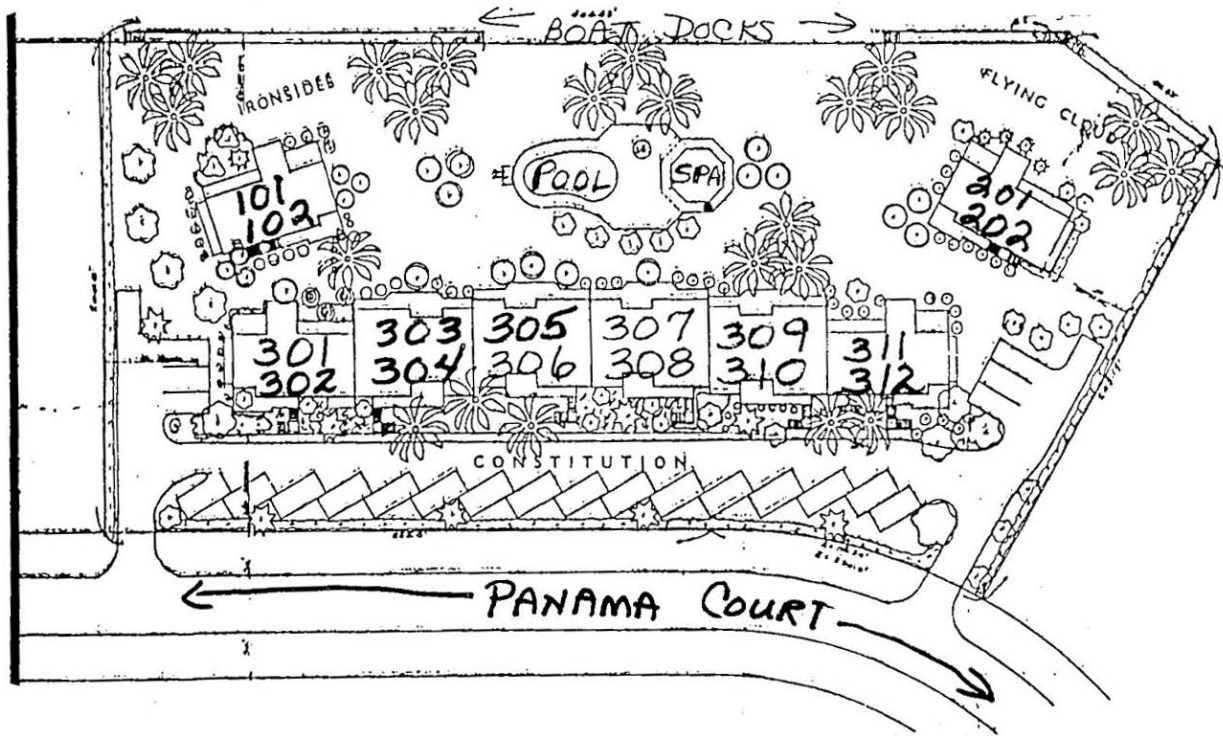 BOAT DOCKS
IRONSIDES
FLYING CLOUD
POOL
SPA
101
102
201
202
301
302
303
304
305
306
307
308
309
310
311
312
CONSTITUTION
PANAMA COURT